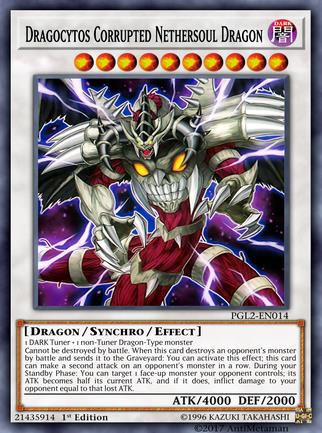 Dragocytos Corrupted Nethersoul Dragon
DARK
闇
PGL2-EN014
[Dragon / Synchro / Effect]
1 DARK Tuner + 1 non-Tuner Dragon-Type monster
Cannot be destroyed by battle. When this card destroys an opponent's monster
by battle and sends it to the Graveyard: You can activate this effect; this
card can make a second attack on an opponent's monster in a row. During your
Standby Phase: You can target 1 face-up monster your opponent controls; its
ATK becomes half its current ATK, and if it does, inflict damage to your
opponent equal to that lost ATK.
ATK/4000 DEF/2000
21435914 1st Edition ©1996 KAZUKI TAKAHASHI
©2017 AntiMetaman